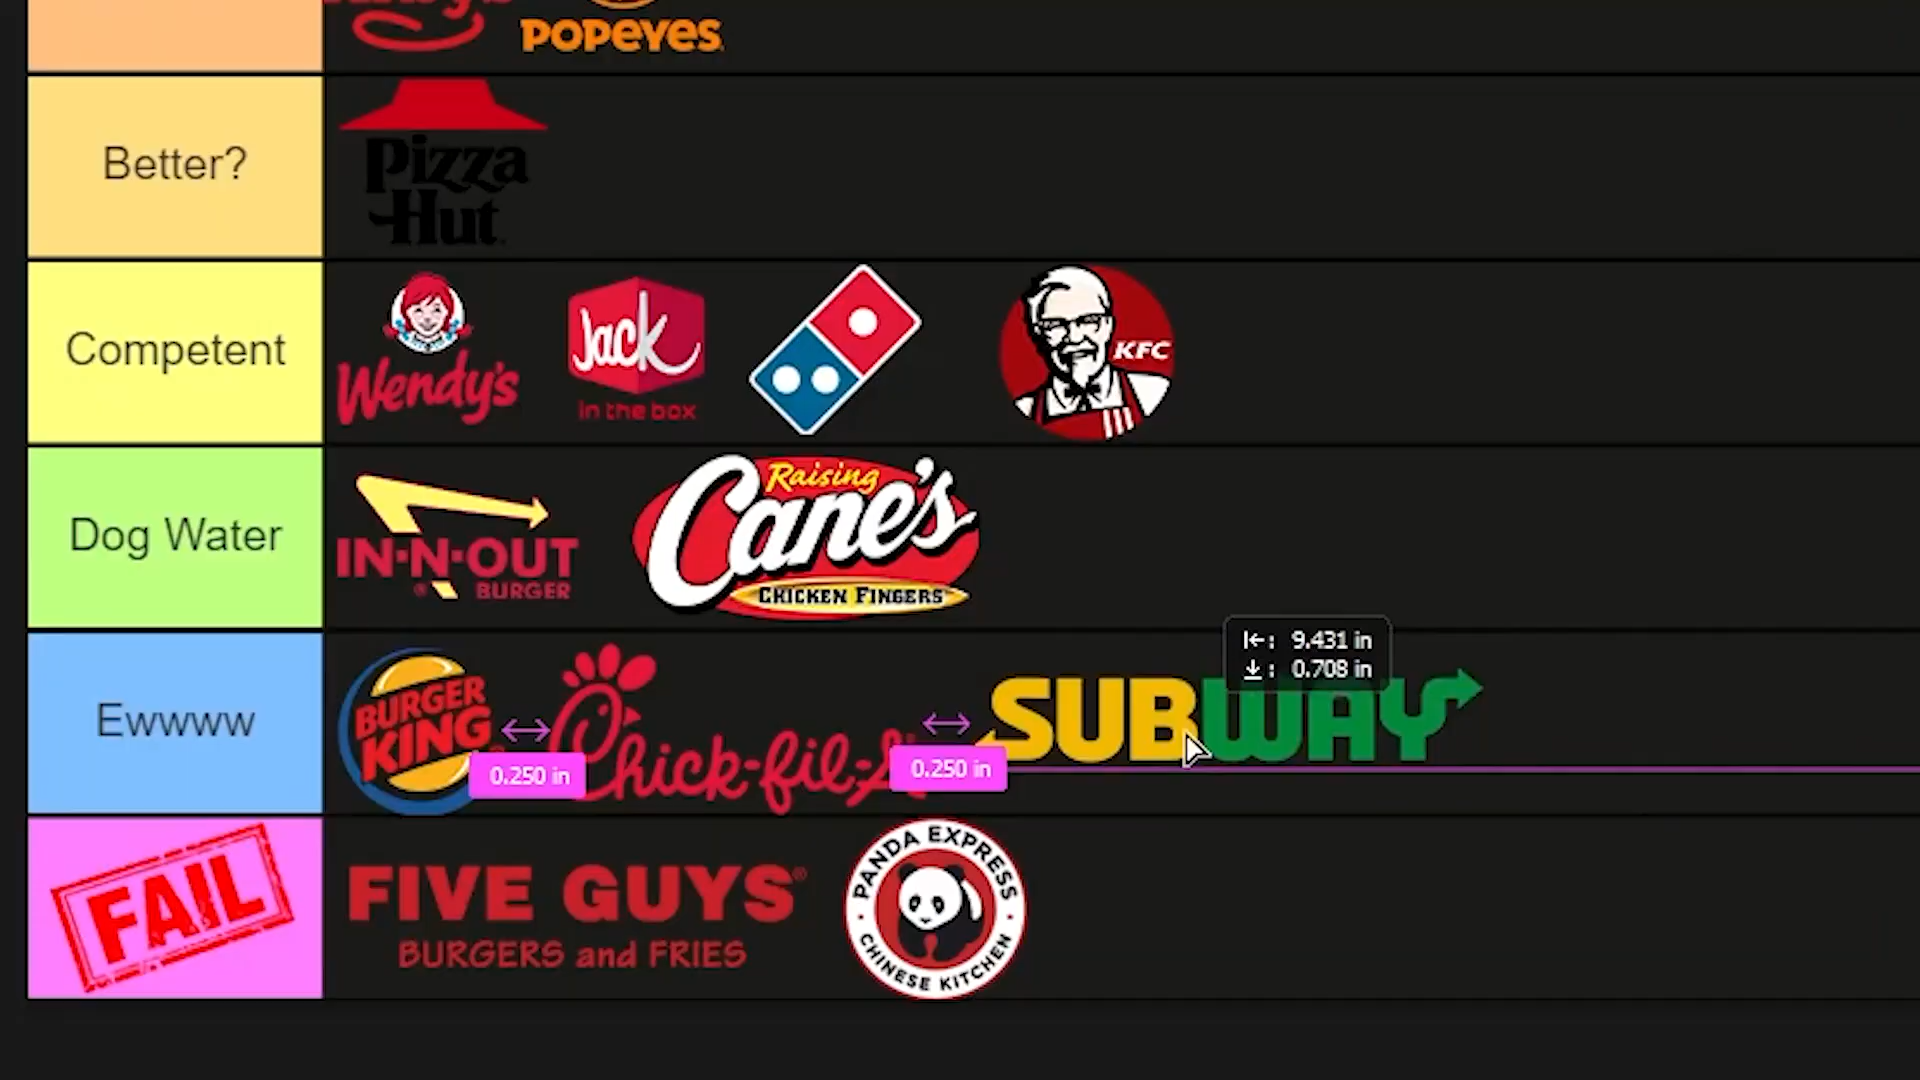 POPEYES
Better?
Pizza
Hut
Competent
Wendy's
Jack
in the box
KFC
Dog Water
IN-N-OUT
® BURGER
Raising
Cane's
CHICKEN FINGERS
Ewwww
BURGER
KING
Chick-fil-A
SUBWAY
9.431 in
0.708 in
0.250 in
0.250 in
FAIL
FIVE GUYS®
BURGERS and FRIES
PANDA EXPRESS
CHINESE KITCHEN